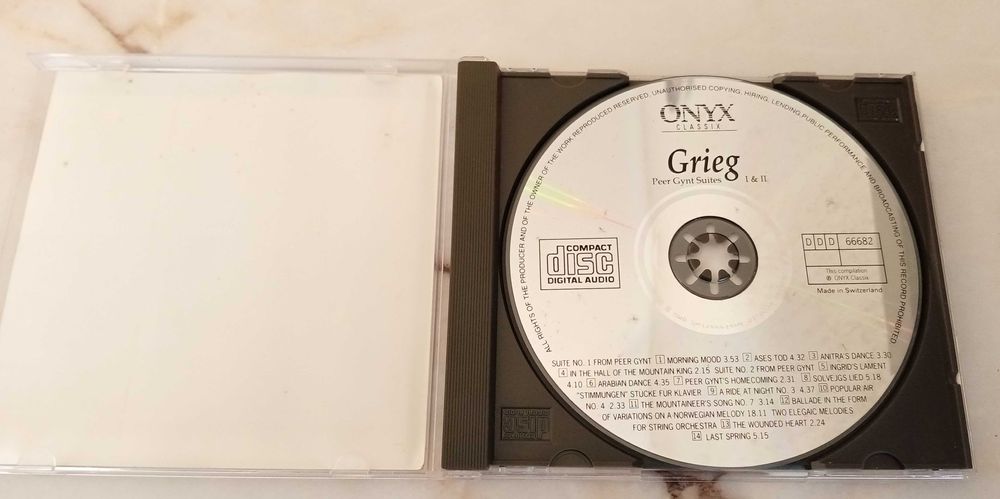 ALL RIGHTS OF THE PRODUCER AND OF THE OWNER OF THE WORK REPRODUCED RESERVED. UNAUTHORISED COPYING, HIRING, LENDING, PUBLIC PERFORMANCE AND BROADCASTING OF THIS RECORD PROHIBITED
ONYX
CLASSIX
Grieg
Peer Gynt Suites I & II
COMPACT
disc
DIGITAL AUDIO
D D D 66682
This compilation
℗ ONYX Classix
Made in Switzerland
SUITE NO. 1 FROM PEER GYNT 1 MORNING MOOD 3.53 2 ASES TOD 4.32 3 ANITRA'S DANCE 3.30
4 IN THE HALL OF THE MOUNTAIN KING 2.15 SUITE NO. 2 FROM PEER GYNT 5 INGRID'S LAMENT
4.10 6 ARABIAN DANCE 4.35 7 PEER GYNT'S HOMECOMING 2.31 8 SOLVEJGS LIED 5.18
"STIMMUNGEN" STUCKE FUR KLAVIER 9 A RIDE AT NIGHT NO. 3 4.37 10 POPULAR AIR
NO. 4 2.33 11 THE MOUNTAINEER'S SONG NO. 7 3.14 12 BALLADE IN THE FORM
OF VARIATIONS ON A NORWEGIAN MELODY 18.11 TWO ELEGAIC MELODIES
FOR STRING ORCHESTRA 13 THE WOUNDED HEART 2.24
14 LAST SPRING 5.15